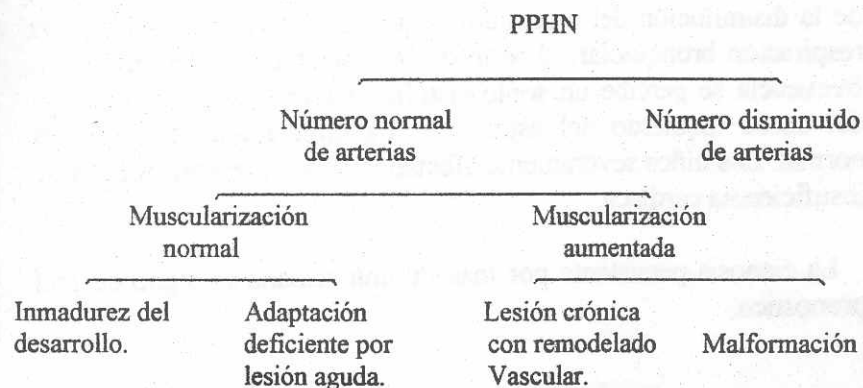 PPHN
Número normal
de arterias
Número disminuido
de arterias
Muscularización
normal
Muscularización
aumentada
Inmadurez del
desarrollo.
Adaptación
deficiente por
lesión aguda.
Lesión crónica
con remodelado
Vascular.
Malformación